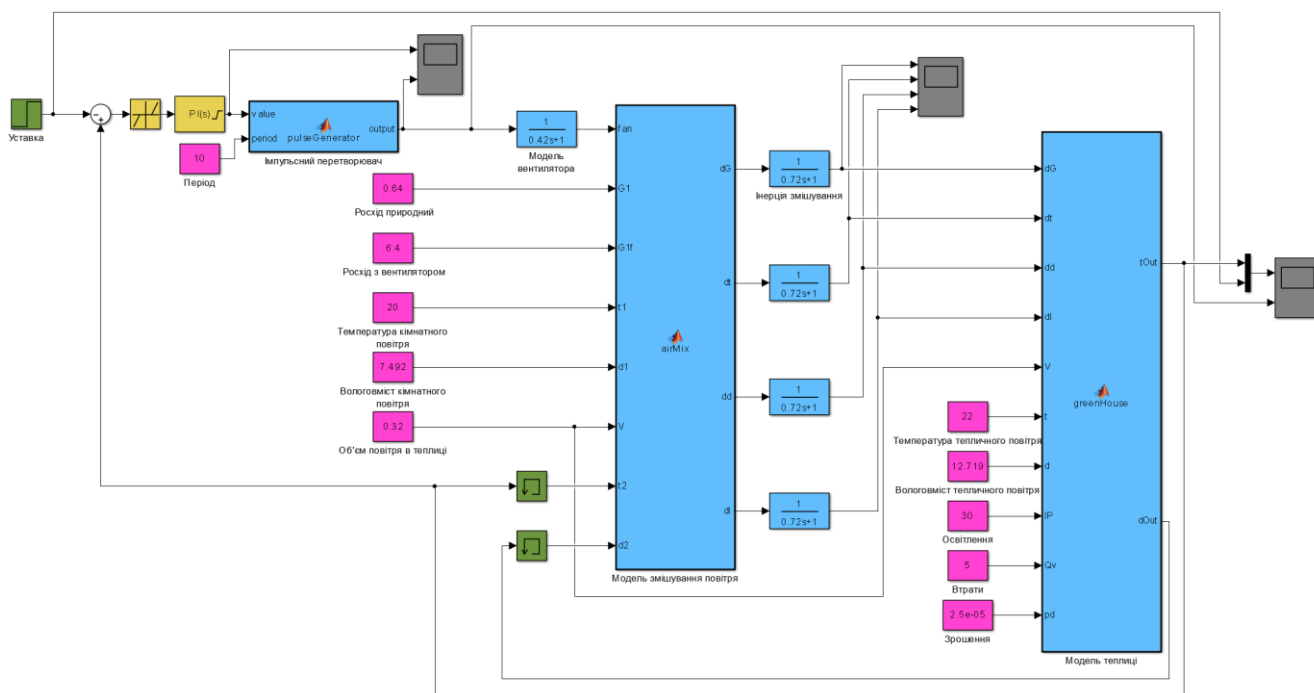 Уставка
PI(s)
value
period
pulseGenerator
output
Імпульсний перетворювач
10
Період
1
0.42s+1
Модель
вентилятора
0.64
Росхід природний
6.4
Росхід з вентилятором
20
Температура кімнатного
повітря
7.492
Вологовміст кімнатного
повітря
0.32
Об'єм повітря в теплиці
fan
G1
G1f
t1
d1
V
t2
d2
airMix
dG
dt
dd
dI
Модель змішування повітря
1
0.72s+1
Інерція змішування
1
0.72s+1
1
0.72s+1
1
0.72s+1
dG
dt
dd
dI
V
t
d
IP
Qv
pd
greenHouse
tOut
dOut
Модель теплиці
22
Температура тепличного повітря
12.719
Вологовміст тепличного повітря
30
Освітлення
5
Втрати
2.5e-05
Зрошення